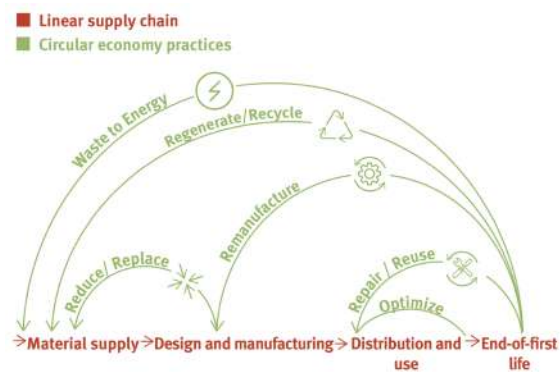 Linear supply chain
Circular economy practices
Waste to Energy
Regenerate/Recycle
Remanufacture
Reduce/ Replace
Repair / Reuse
Optimize
Material supply
Design and manufacturing
Distribution and
use
End-of-first
life